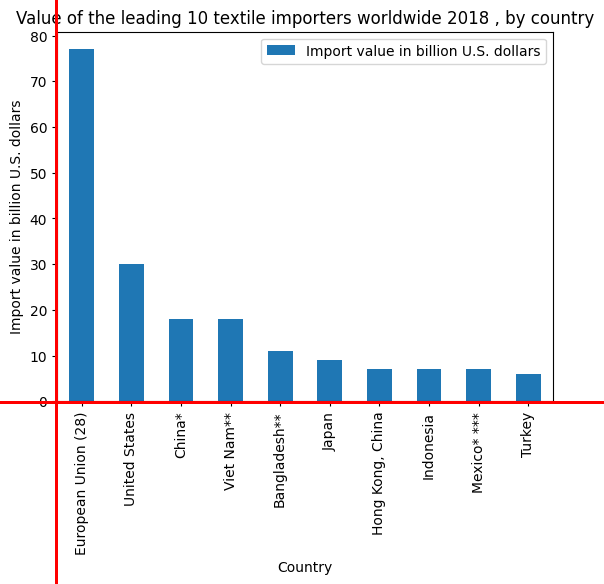 Value of the leading 10 textile importers worldwide 2018 , by country
Import value in billion U.S. dollars
Import value in billion U.S. dollars
80
70
60
50
40
30
20
10
0
European Union (28)
United States
China*
Viet Nam**
Bangladesh**
Japan
Hong Kong, China
Indonesia
Mexico* ***
Turkey
Country